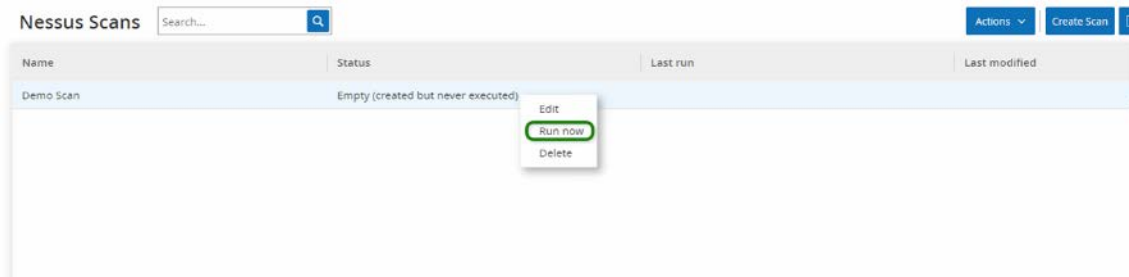 Nessus Scans Search... Actions Create Scan
Name Status Last run Last modified
Demo Scan Empty (created but never executed)
Edit
Run now
Delete